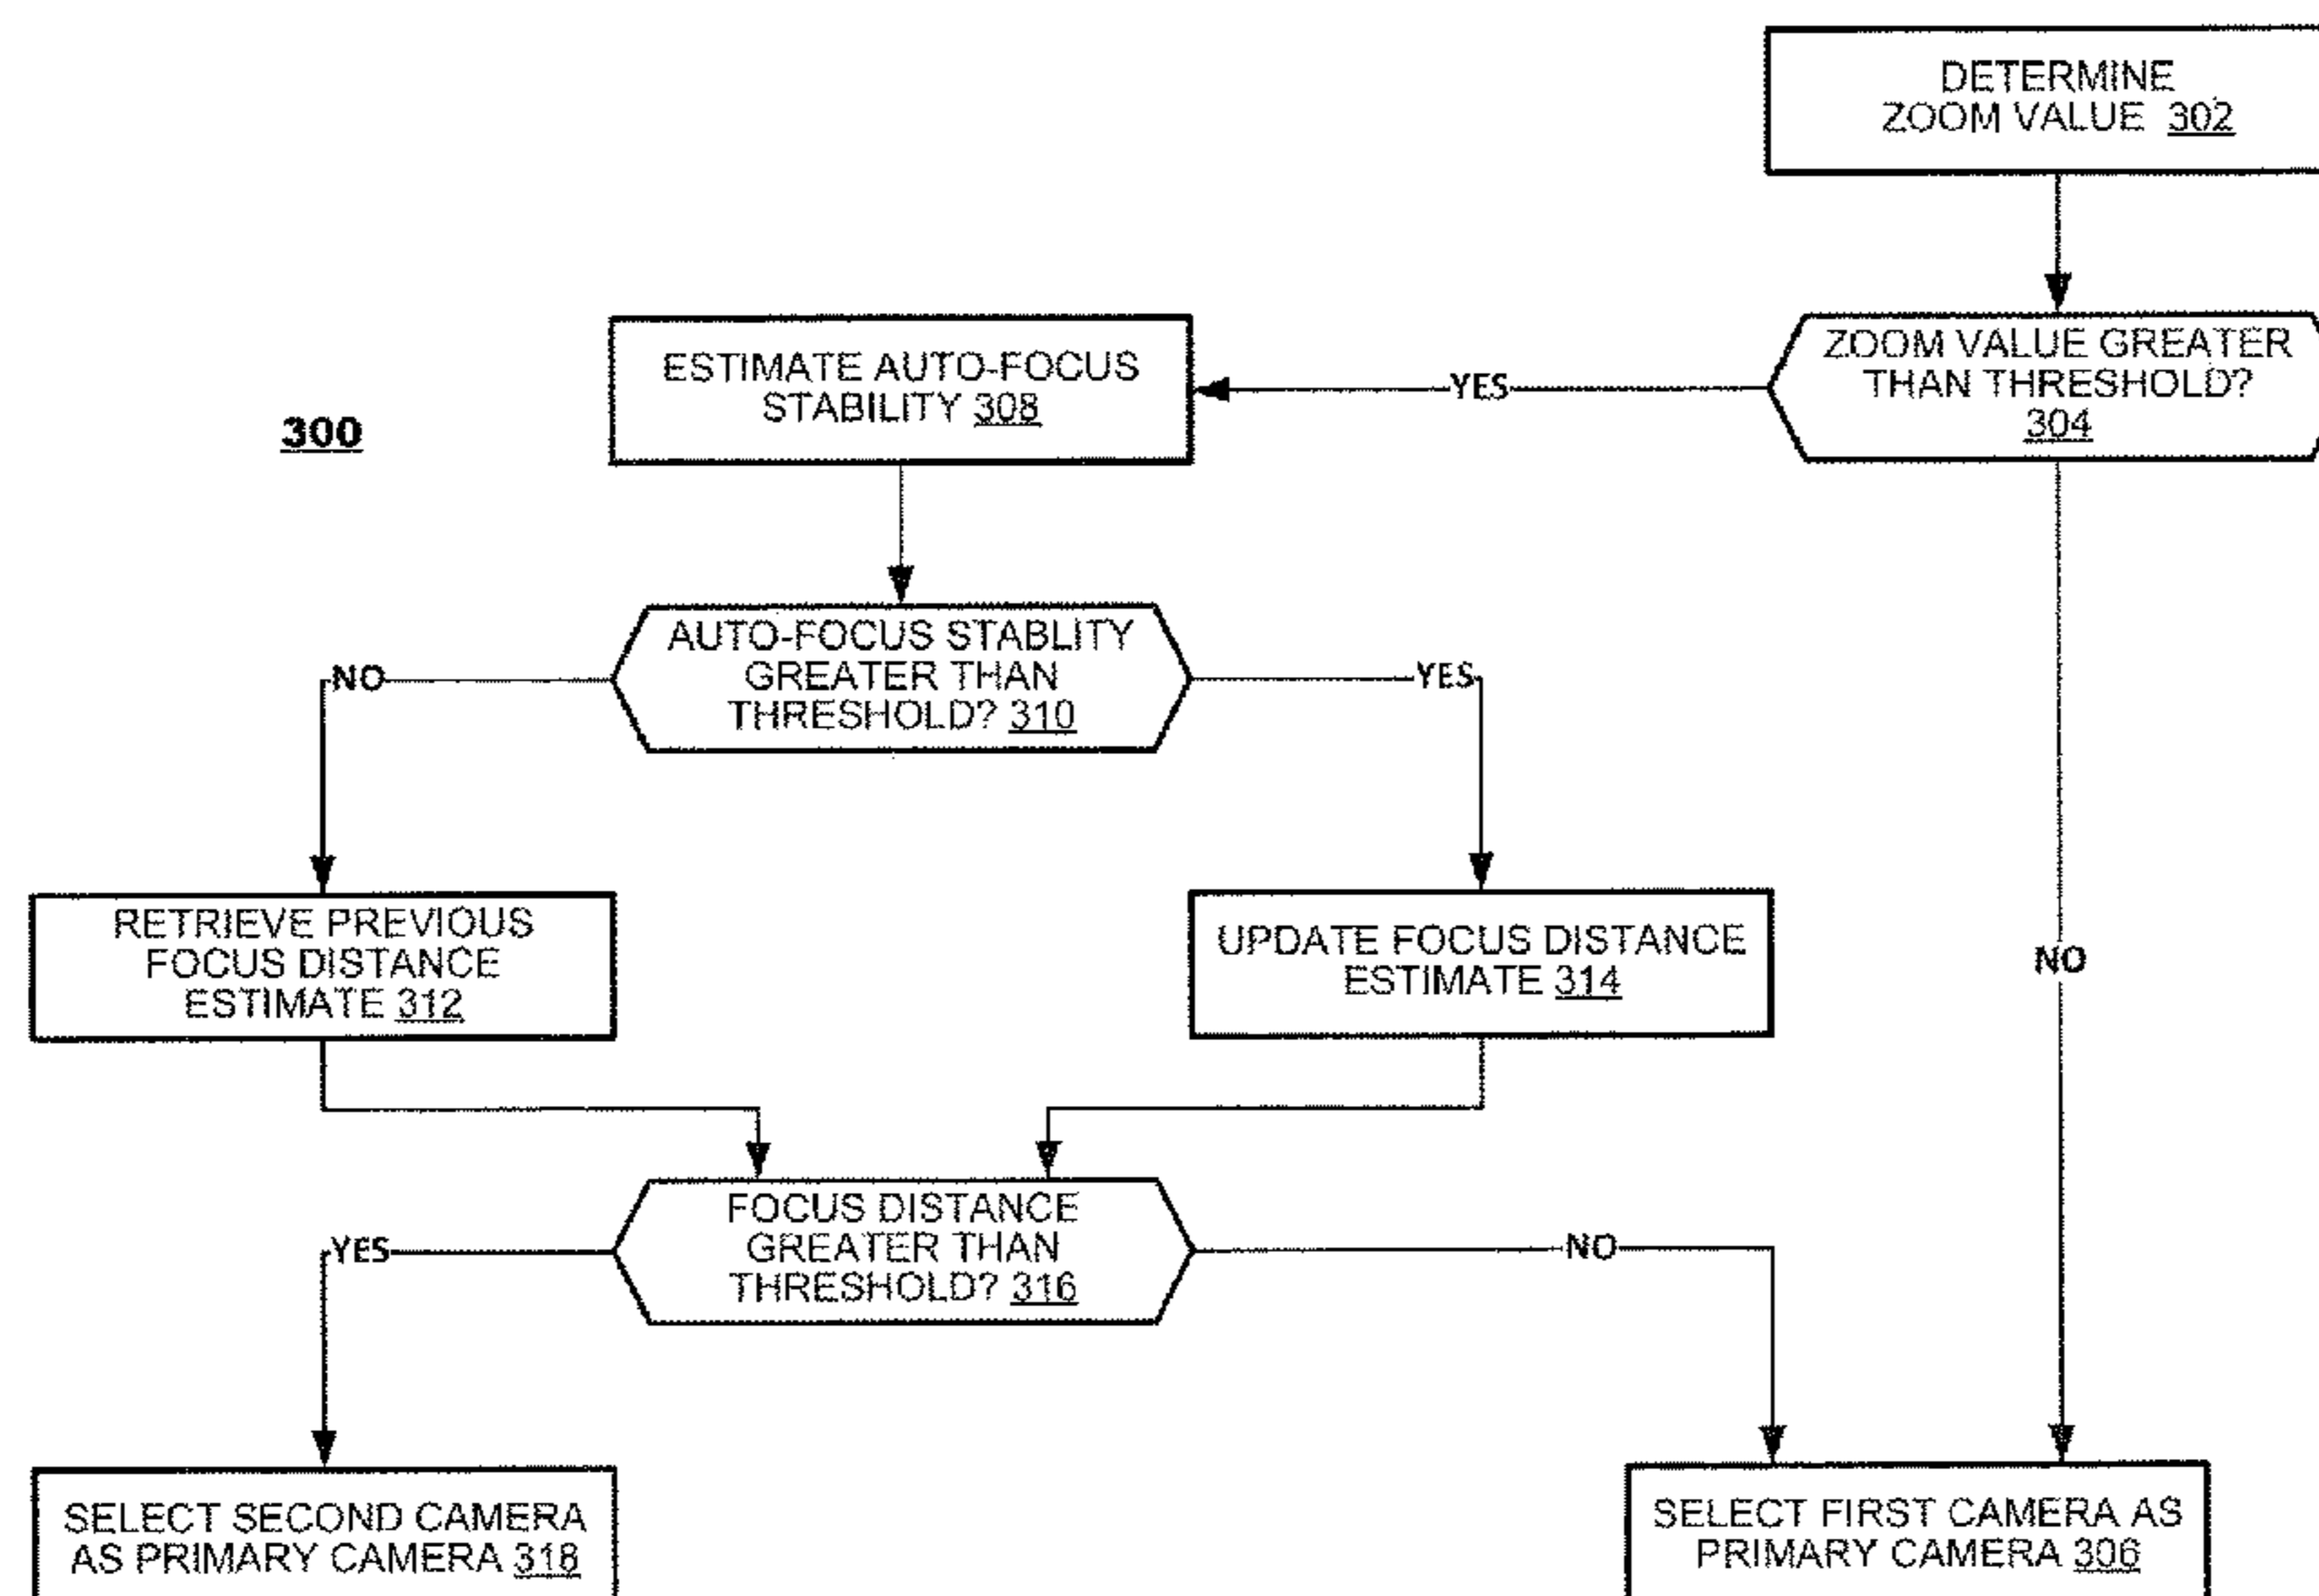 DETERMINE
ZOOM VALUE 302
ZOOM VALUE GREATER
THAN THRESHOLD?
304
YES
ESTIMATE AUTO-FOCUS
STABILITY 308
300
AUTO-FOCUS STABLITY
GREATER THAN
THRESHOLD? 310
NO
YES
RETRIEVE PREVIOUS
FOCUS DISTANCE
ESTIMATE 312
UPDATE FOCUS DISTANCE
ESTIMATE 314
NO
FOCUS DISTANCE
GREATER THAN
THRESHOLD? 316
YES
NO
SELECT SECOND CAMERA
AS PRIMARY CAMERA 318
SELECT FIRST CAMERA AS
PRIMARY CAMERA 306